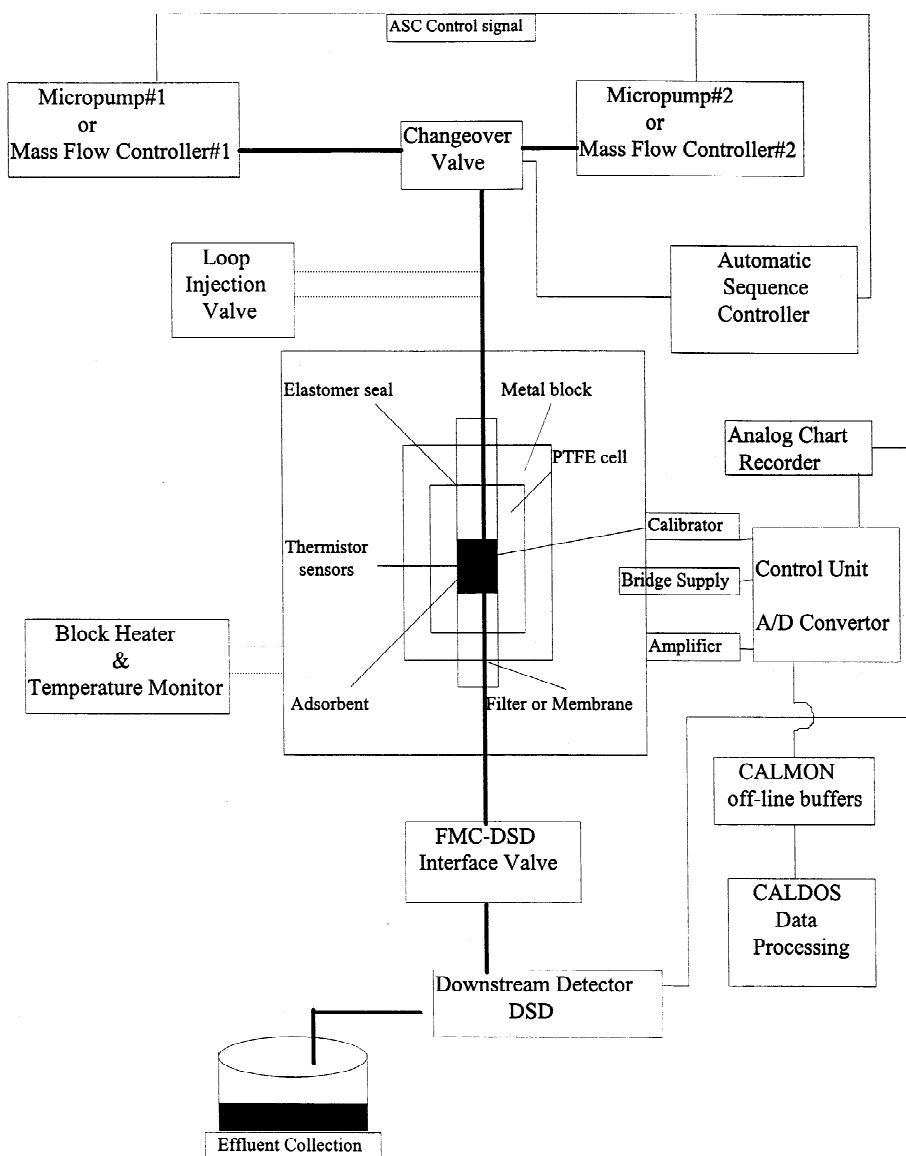 ASC Control signal
Micropump#1
or
Mass Flow Controller#1
Changeover
Valve
Micropump#2
or
Mass Flow Controller#2
Loop
Injection
Valve
Automatic
Sequence
Controller
Elastomer seal
Metal block
PTFE cell
Thermistor
sensors
Adsorbent
Filter or Membrane
Calibrator
Bridge Supply
Amplifier
Analog Chart
Recorder
Control Unit
A/D Convertor
Block Heater
&
Temperature Monitor
CALMON
off-line buffers
CALDOS
Data
Processing
FMC-DSD
Interface Valve
Downstream Detector
DSD
Effluent Collection